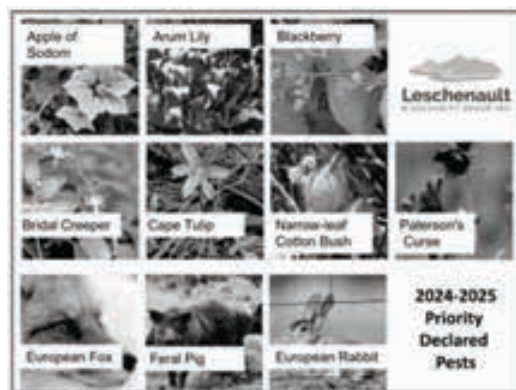 Apple of
Sodom
Arum Lily
Blackberry
Leschenault
Bridal Creeper
Cape Tulip
Narrow-leaf
Cotton Bush
Paterson's
Curse
European Fox
Feral Pig
European Rabbit
2024-2025
Priority
Declared
Pests